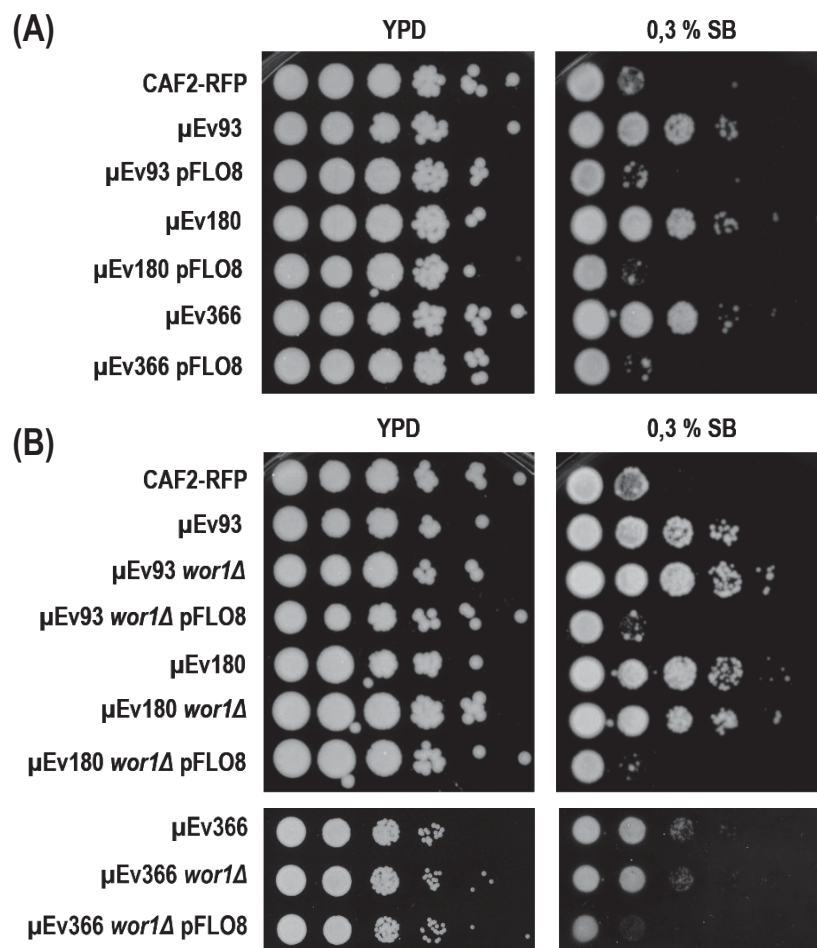 (A)
YPD 0,3 % SB
CAF2-RFP
µEv93
µEv93 pFLO8
µEv180
µEv180 pFLO8
µEv366
µEv366 pFLO8
(B)
YPD 0,3 % SB
CAF2-RFP
µEv93
µEv93 wor1Δ
µEv93 wor1Δ pFLO8
µEv180
µEv180 wor1Δ
µEv180 wor1Δ pFLO8
µEv366
µEv366 wor1Δ
µEv366 wor1Δ pFLO8